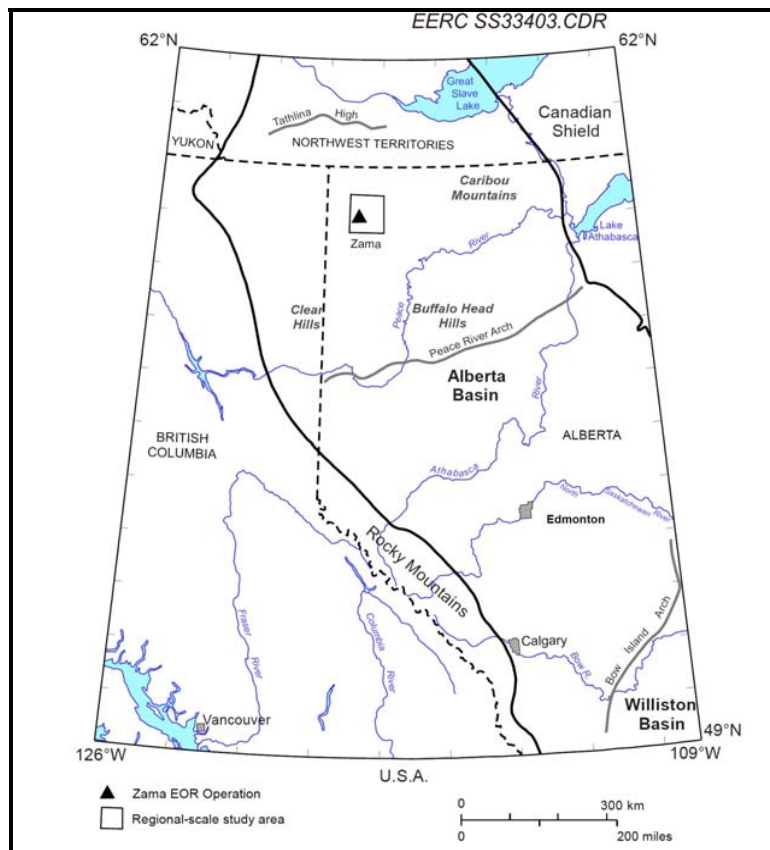 EERC SS33403.CDR
62°N
62°N
Great
Slave
Lake
Canadian
Shield
Tathlina High
YUKON
NORTHWEST TERRITORIES
Caribou
Mountains
Lake
Athabasca
Zama
River
Peace
Clear
Hills
Buffalo Head
Hills
Peace River Arch
Alberta
Basin
River
BRITISH
COLUMBIA
ALBERTA
Athabasca
North Saskatchewan River
Edmonton
Rocky Mountains
Fraser
River
Columbia
River
Calgary
Bow R.
Bow Island Arch
Williston
Basin
Vancouver
49°N
126°W
109°W
U.S.A.
Zama EOR Operation
Regional-scale study area
0 300 km
0 200 miles